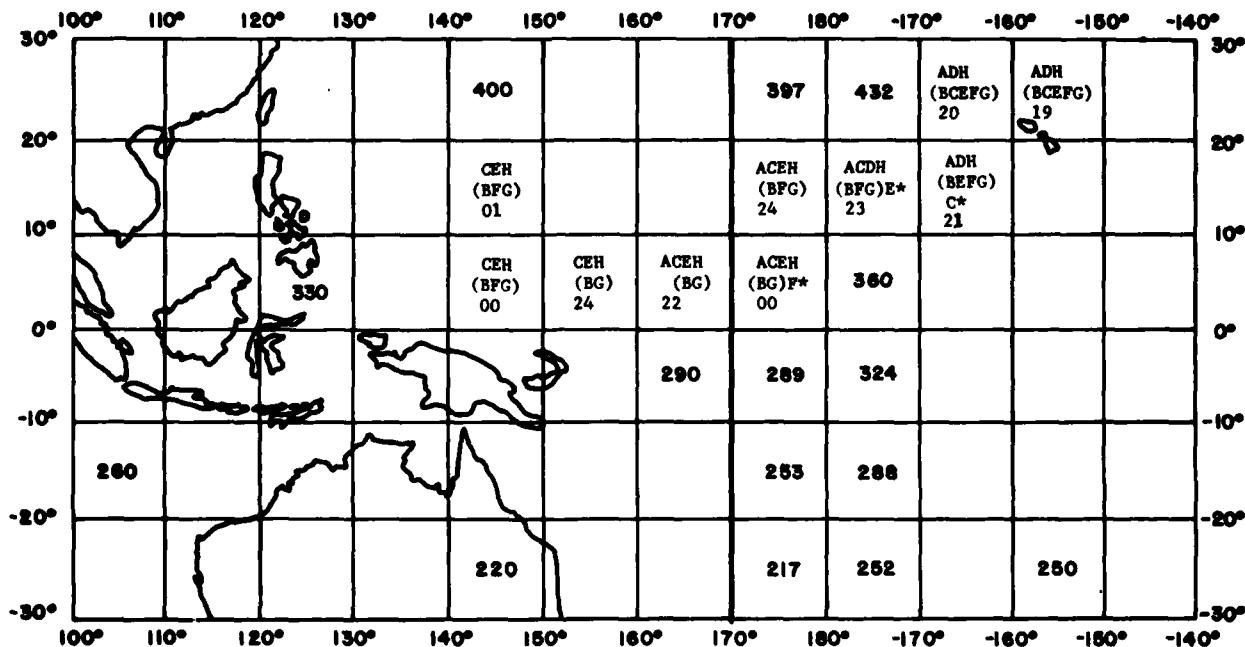 100° 110° 120° 130° 140° 150° 160° 170° 180° -170° -160° -150° -140°
30° 30°
400 397 432 ADH ADH
(BCEFG) (BCEFG)
20 19
20° 20°
CEH ACEH ACDH ADH
(BFG) (BFG) (BFG)E* (BEFG)
01 24 23 C*
21
10° 10°
CEH CEH ACEH ACEH
(BFG) (BG) (BG) (BG)F* 360
00 24 22 00
330
0° 0°
290 289 324
-10° -10°
260 253 288
-20° -20°
220 217 252 250
-30° -30°
100° 110° 120° 130° 140° 150° 160° 170° 180° -170° -160° -150° -140°